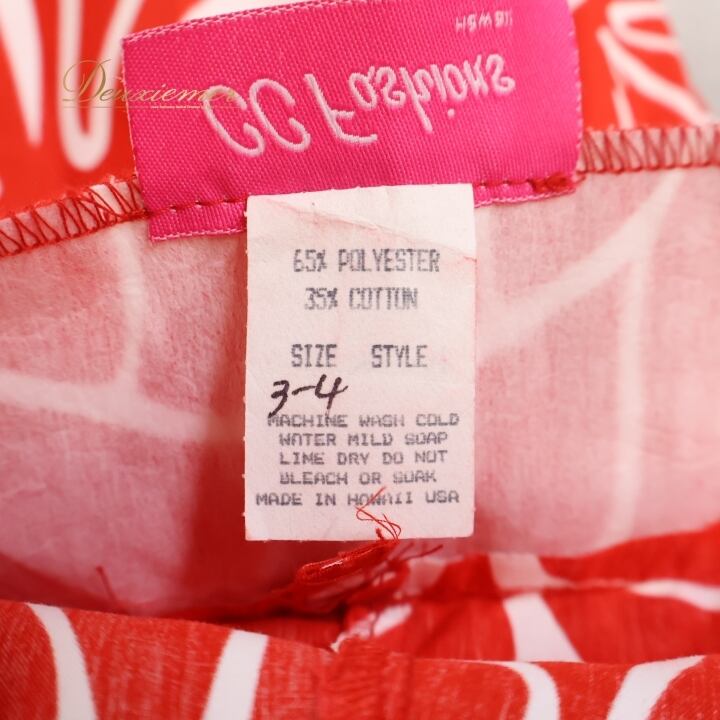 Hawaii
CC Fashions
Deuxiemer
65% POLYESTER
35% COTTON
SIZE STYLE
3-4
MACHINE WASH COLD
WATER MILD SOAP
LINE DRY DO NOT
BLEACH OR SOAK
MADE IN HAWAII USA